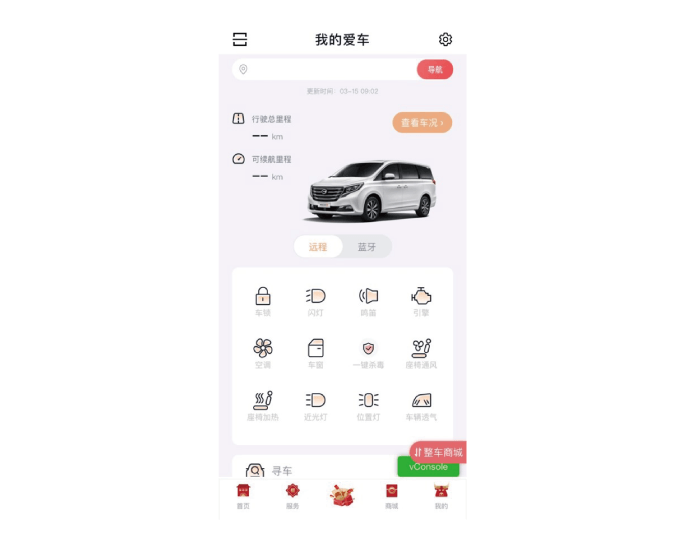 我的爱车
导航
更新时间: 03-15 09:02
行驶总里程
-- km
查看车况 ›
可续航里程
-- km
远程
蓝牙
车锁
闪灯
鸣笛
引擎
空调
车窗
一键杀毒
座椅通风
座椅加热
近光灯
位置灯
车辆透气
整车商城
寻车
vConsole
首页
服务
商城
我的